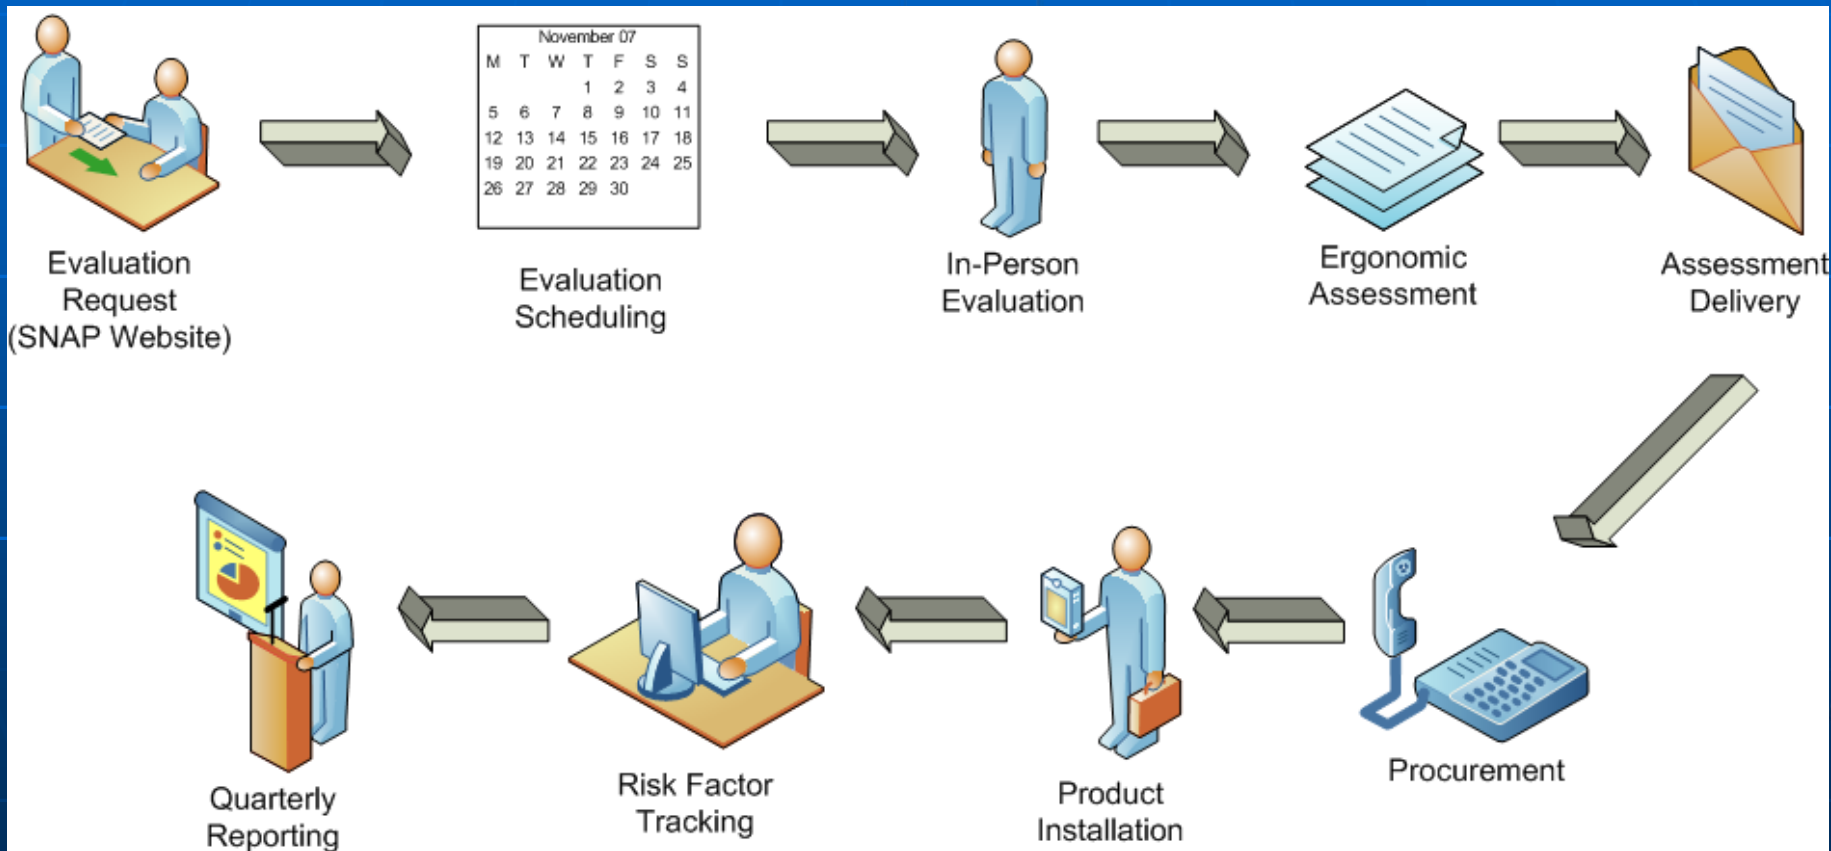 November 07
M T W T F S S
1 2 3 4
5 6 7 8 9 10 11
12 13 14 15 16 17 18
19 20 21 22 23 24 25
26 27 28 29 30
Evaluation
Request
(SNAP Website)
Evaluation
Scheduling
In-Person
Evaluation
Ergonomic
Assessment
Assessment
Delivery
Quarterly
Reporting
Risk Factor
Tracking
Product
Installation
Procurement